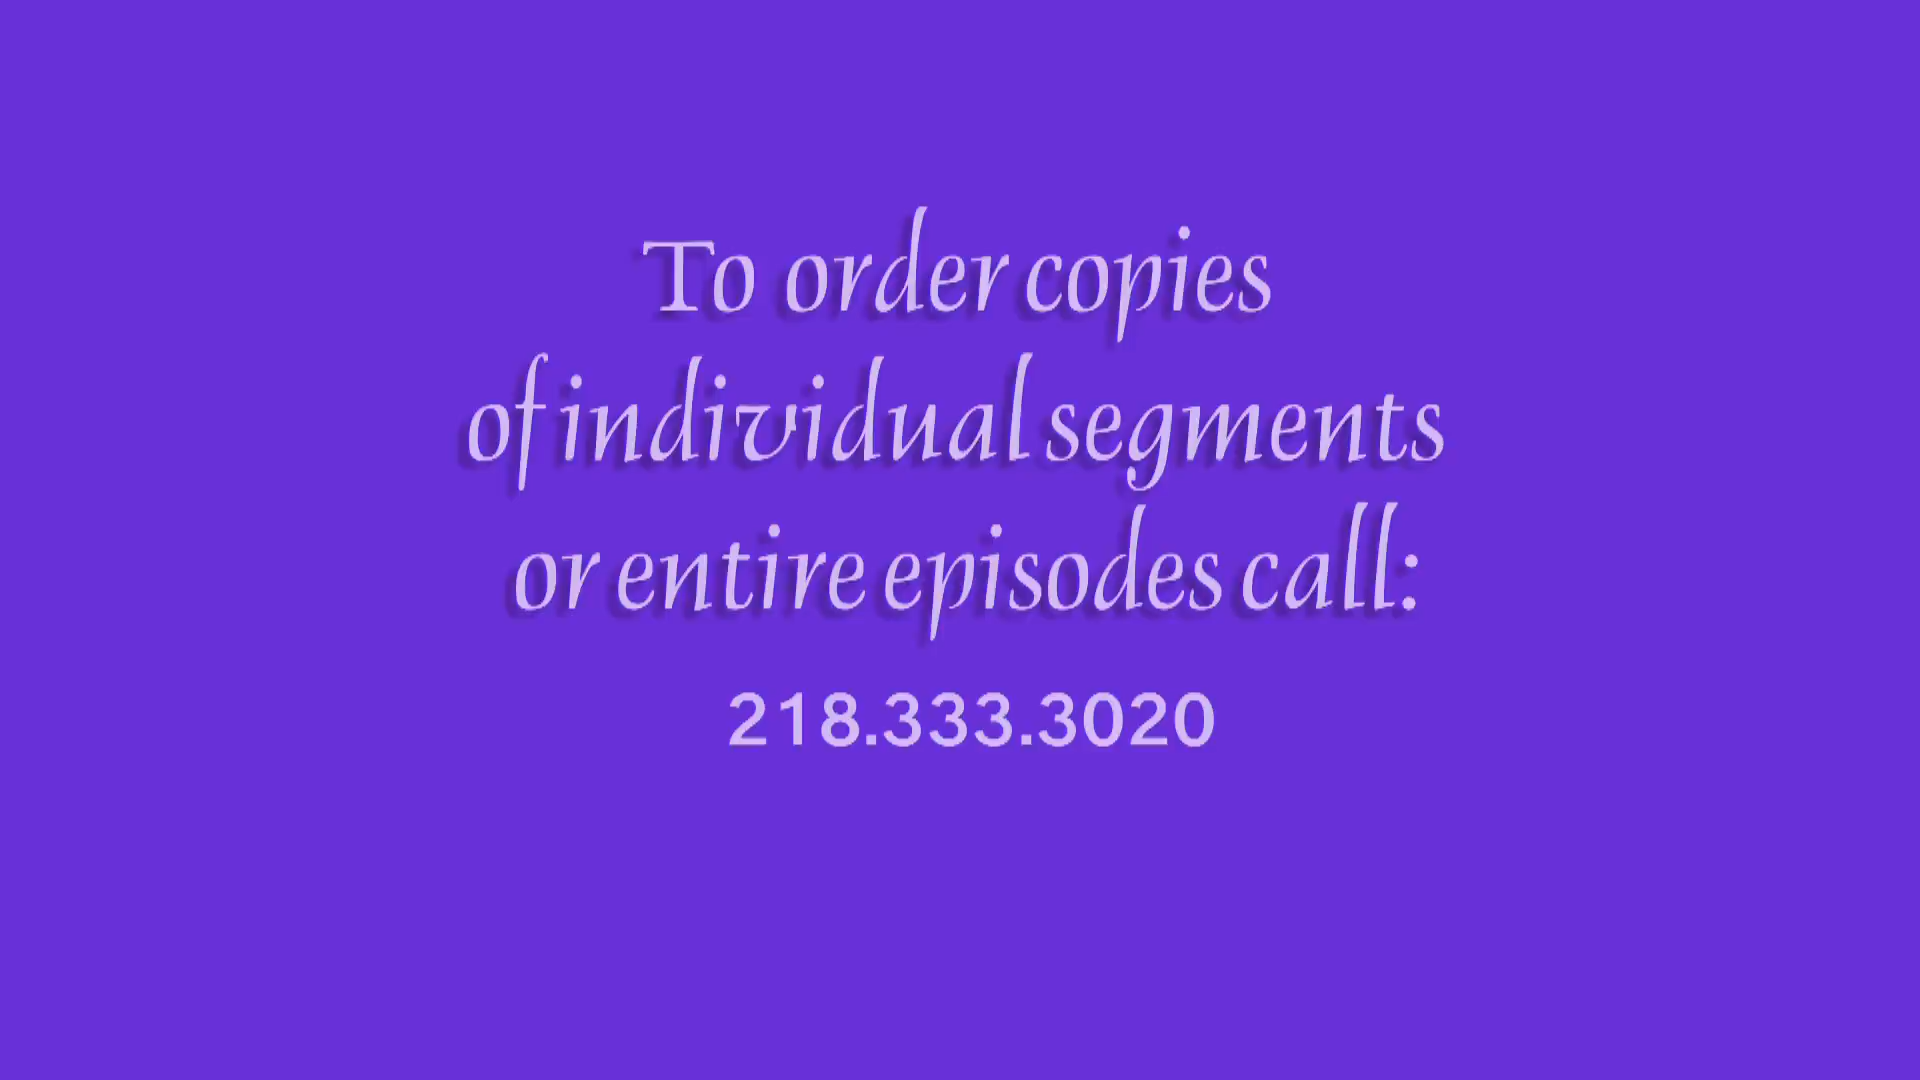 To order copies
of individual segments
or entire episodes call:
218.333.3020